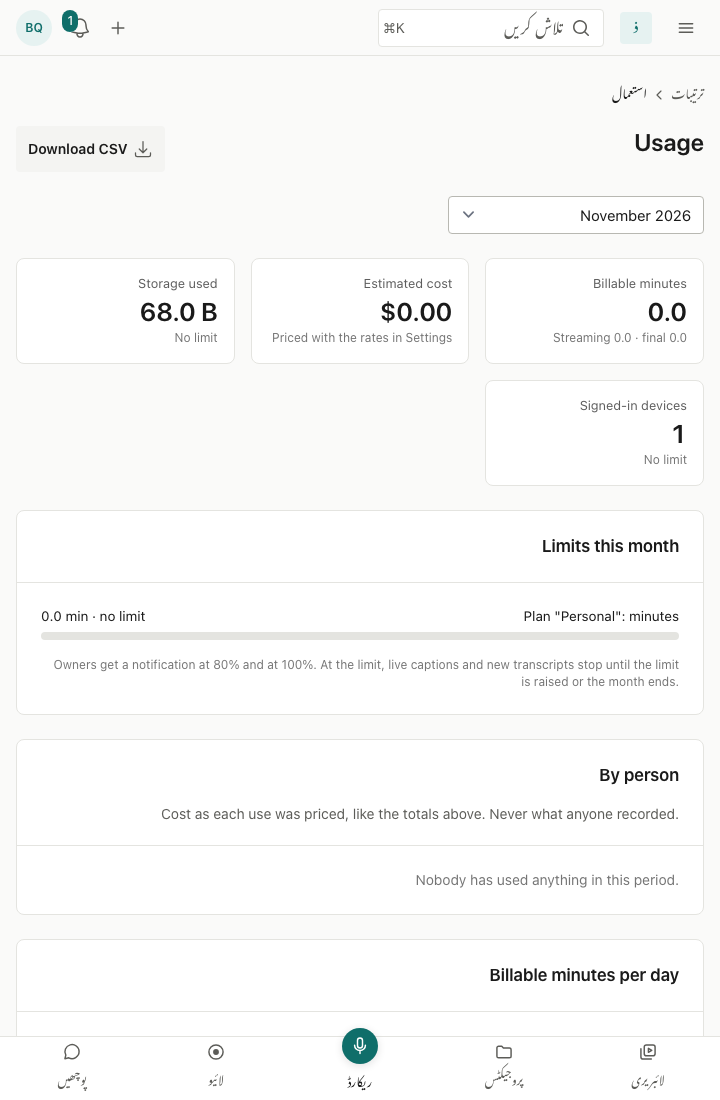 ذ
تلاش کریں
⌘K
1
BQ
ترتیبات
استعمال
Usage
Download CSV
November 2026
Billable minutes
0.0
Streaming 0.0 · final 0.0
Estimated cost
$0.00
Priced with the rates in Settings
Storage used
68.0 B
No limit
Signed-in devices
1
No limit
Limits this month
Plan "Personal": minutes
0.0 min · no limit
Owners get a notification at 80% and at 100%. At the limit, live captions and new transcripts stop until the limit
is raised or the month ends.
By person
Cost as each use was priced, like the totals above. Never what anyone recorded.
Nobody has used anything in this period.
Billable minutes per day
لائبریری
پروجیکٹس
ریکارڈ
لائیو
پوچھیں